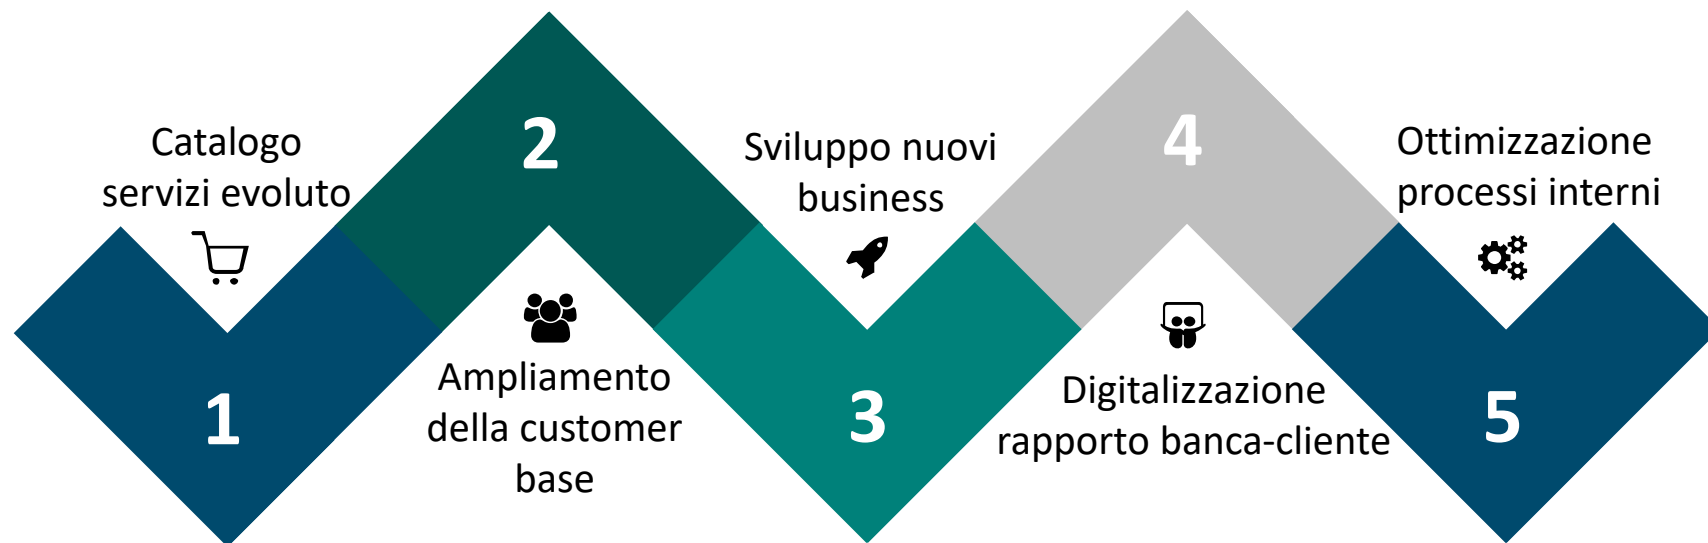 1
Catalogo
servizi evoluto
2
Ampliamento
della customer
base
3
Sviluppo nuovi
business
4
Digitalizzazione
rapporto banca-cliente
5
Ottimizzazione
processi interni